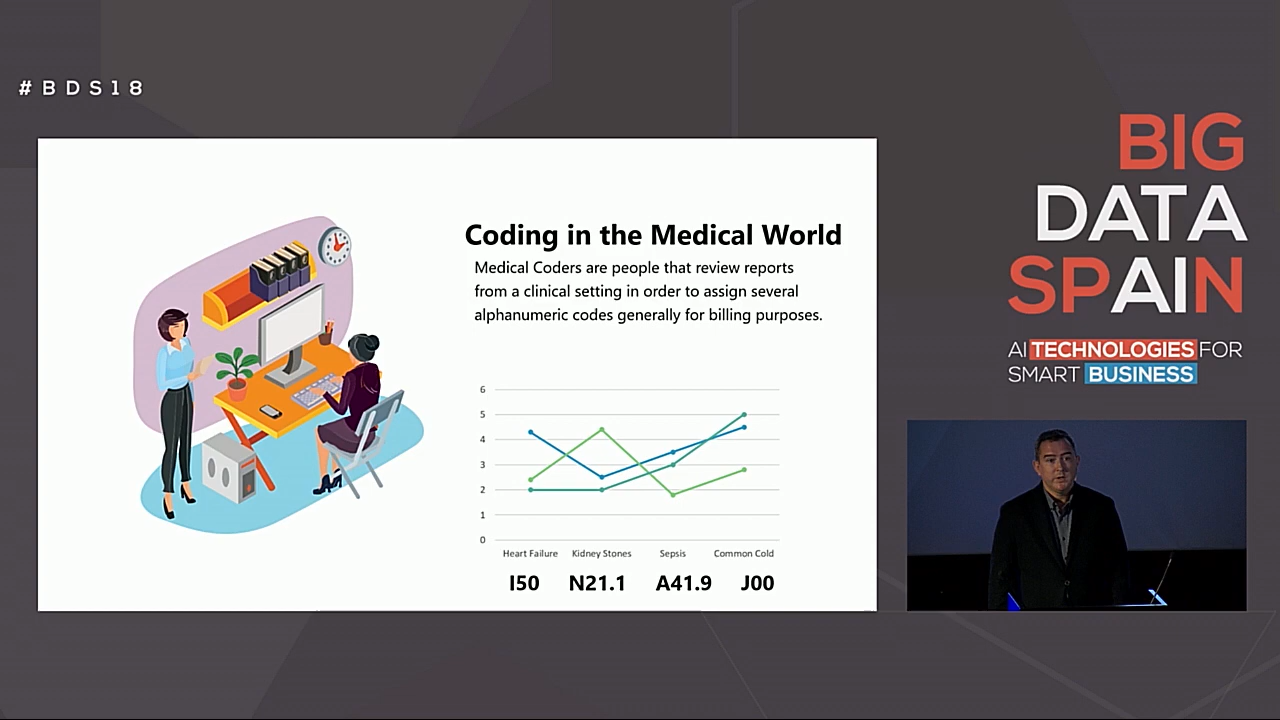 #BDS18
BIG
DATA
SPAIN
AI TECHNOLOGIES FOR
SMART BUSINESS
Coding in the Medical World
Medical Coders are people that review reports
from a clinical setting in order to assign several
alphanumeric codes generally for billing purposes.
6
5
4
3
2
1
0
Heart Failure Kidney Stones Sepsis Common Cold
I50 N21.1 A41.9 J00